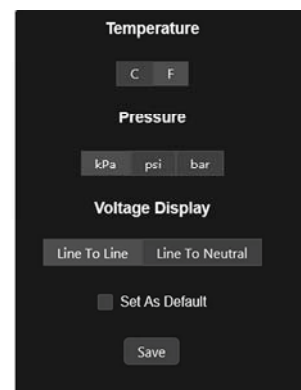 Temperature
C F
Pressure
kPa psi bar
Voltage Display
Line To Line Line To Neutral
Set As Default
Save